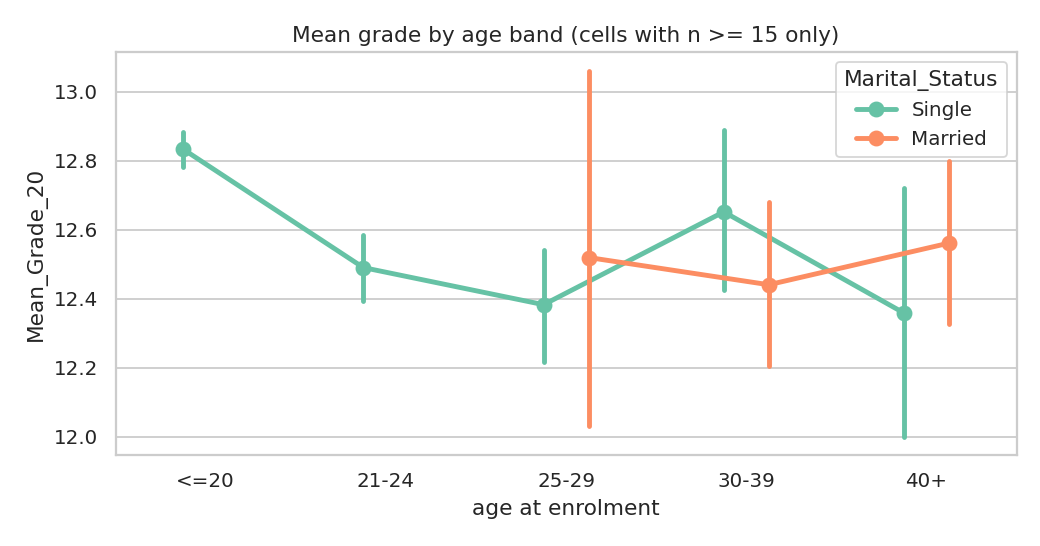 Mean grade by age band (cells with n >= 15 only)
Marital_Status
Single
Married
Mean_Grade_20
13.0
12.8
12.6
12.4
12.2
12.0
<=20
21-24
25-29
30-39
40+
age at enrolment